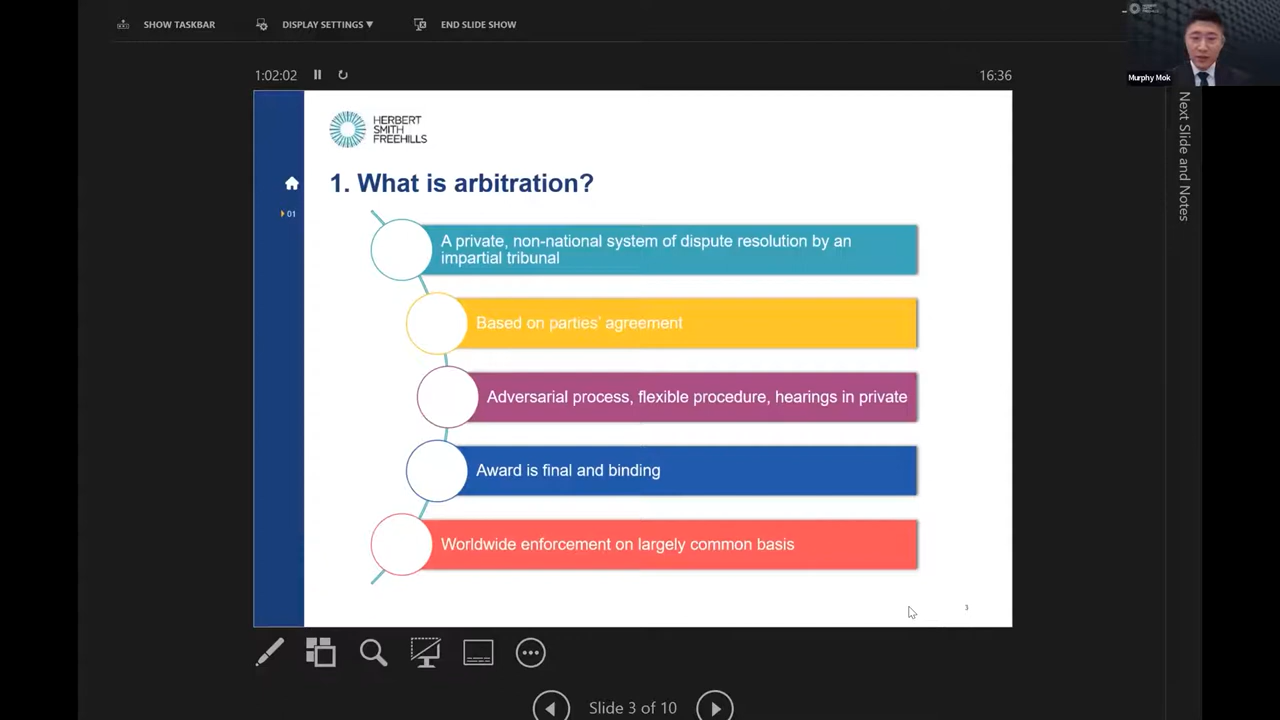 SHOW TASKBAR
DISPLAY SETTINGS ▼
END SLIDE SHOW
Murphy Mok
1:02:02
16:36
Next Slide and Notes
HERBERT
SMITH
FREEHILLS
1. What is arbitration?
01
A private, non-national system of dispute resolution by an
impartial tribunal
Based on parties' agreement
Adversarial process, flexible procedure, hearings in private
Award is final and binding
Worldwide enforcement on largely common basis
3
Slide 3 of 10